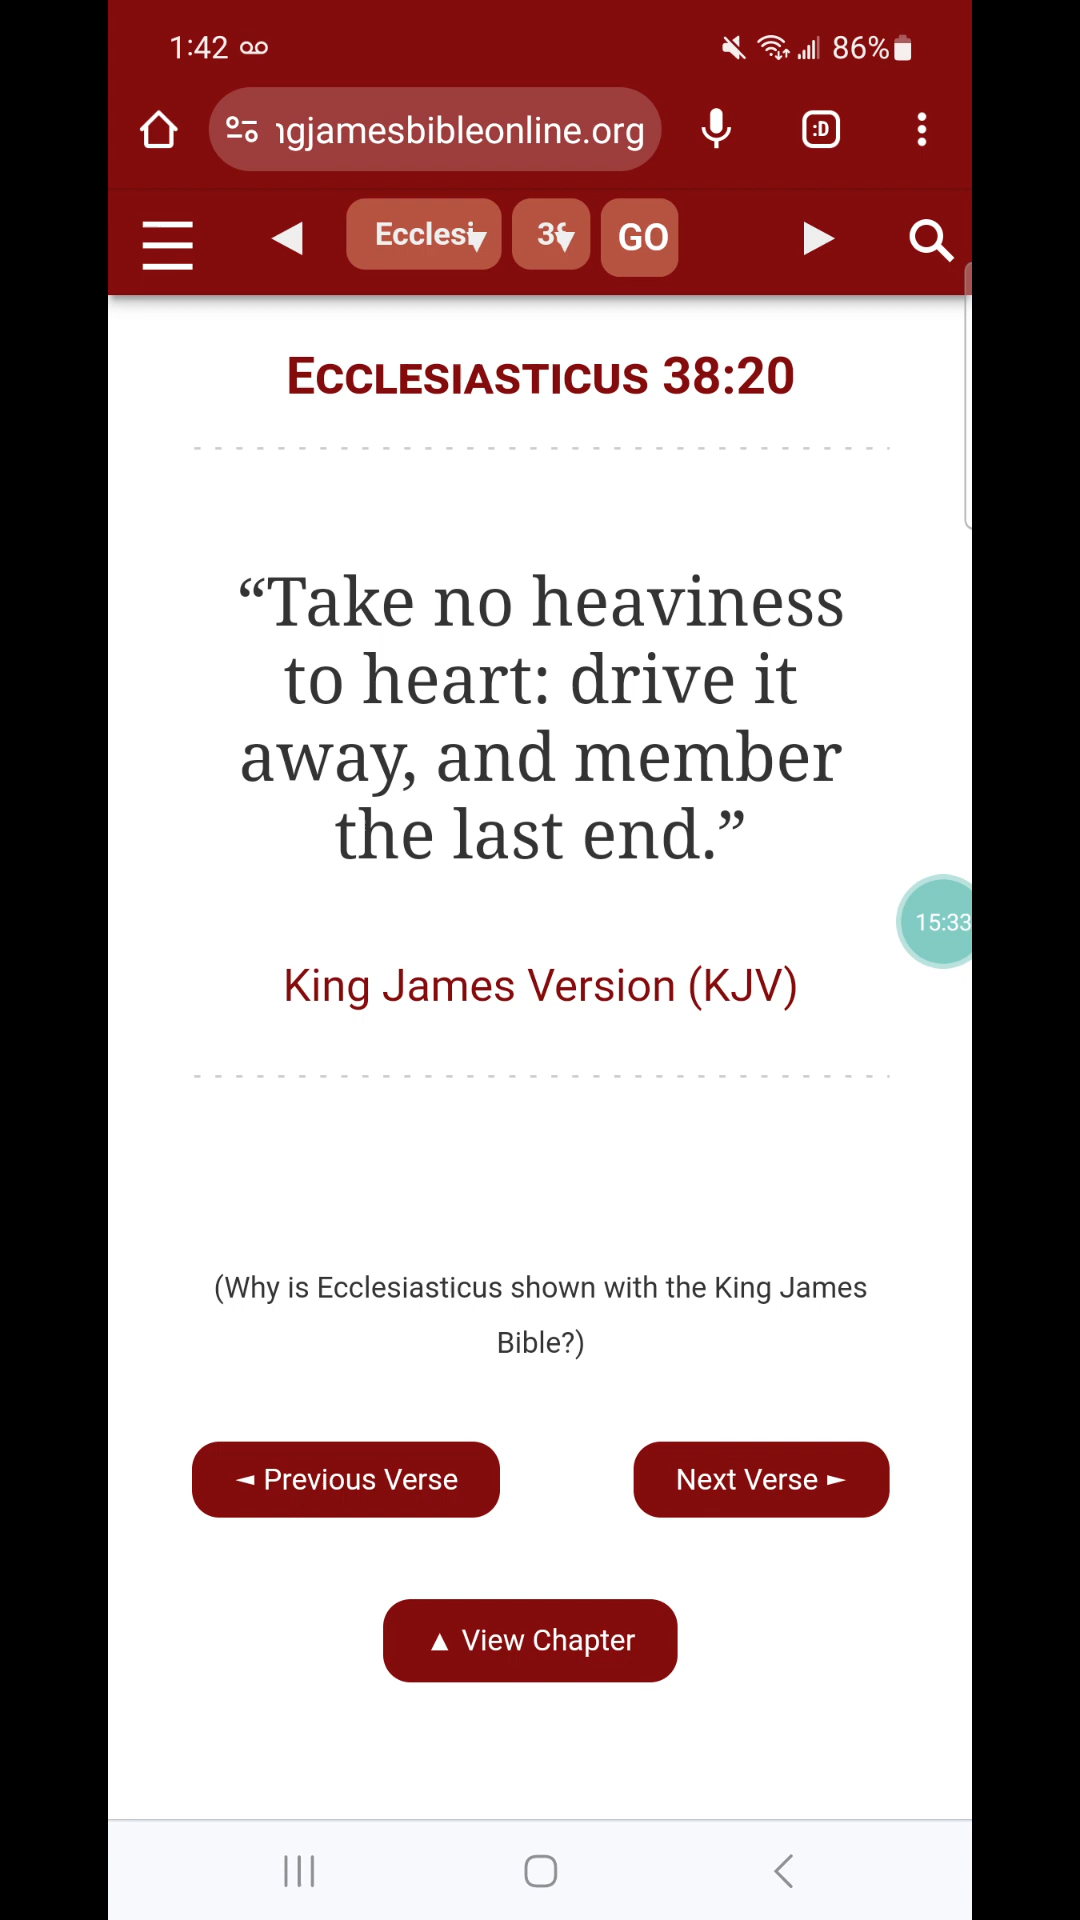 1:42
86%
ngjamesbibleonline.org
:D
Ecclesi
GO
ECCLESIASTICUS 38:20
“Take no heaviness
to heart: drive it
away, and member
the last end.”
15:33
King James Version (KJV)
(Why is Ecclesiasticus shown with the King James
Bible?)
◄ Previous Verse
Next Verse ►
▲ View Chapter